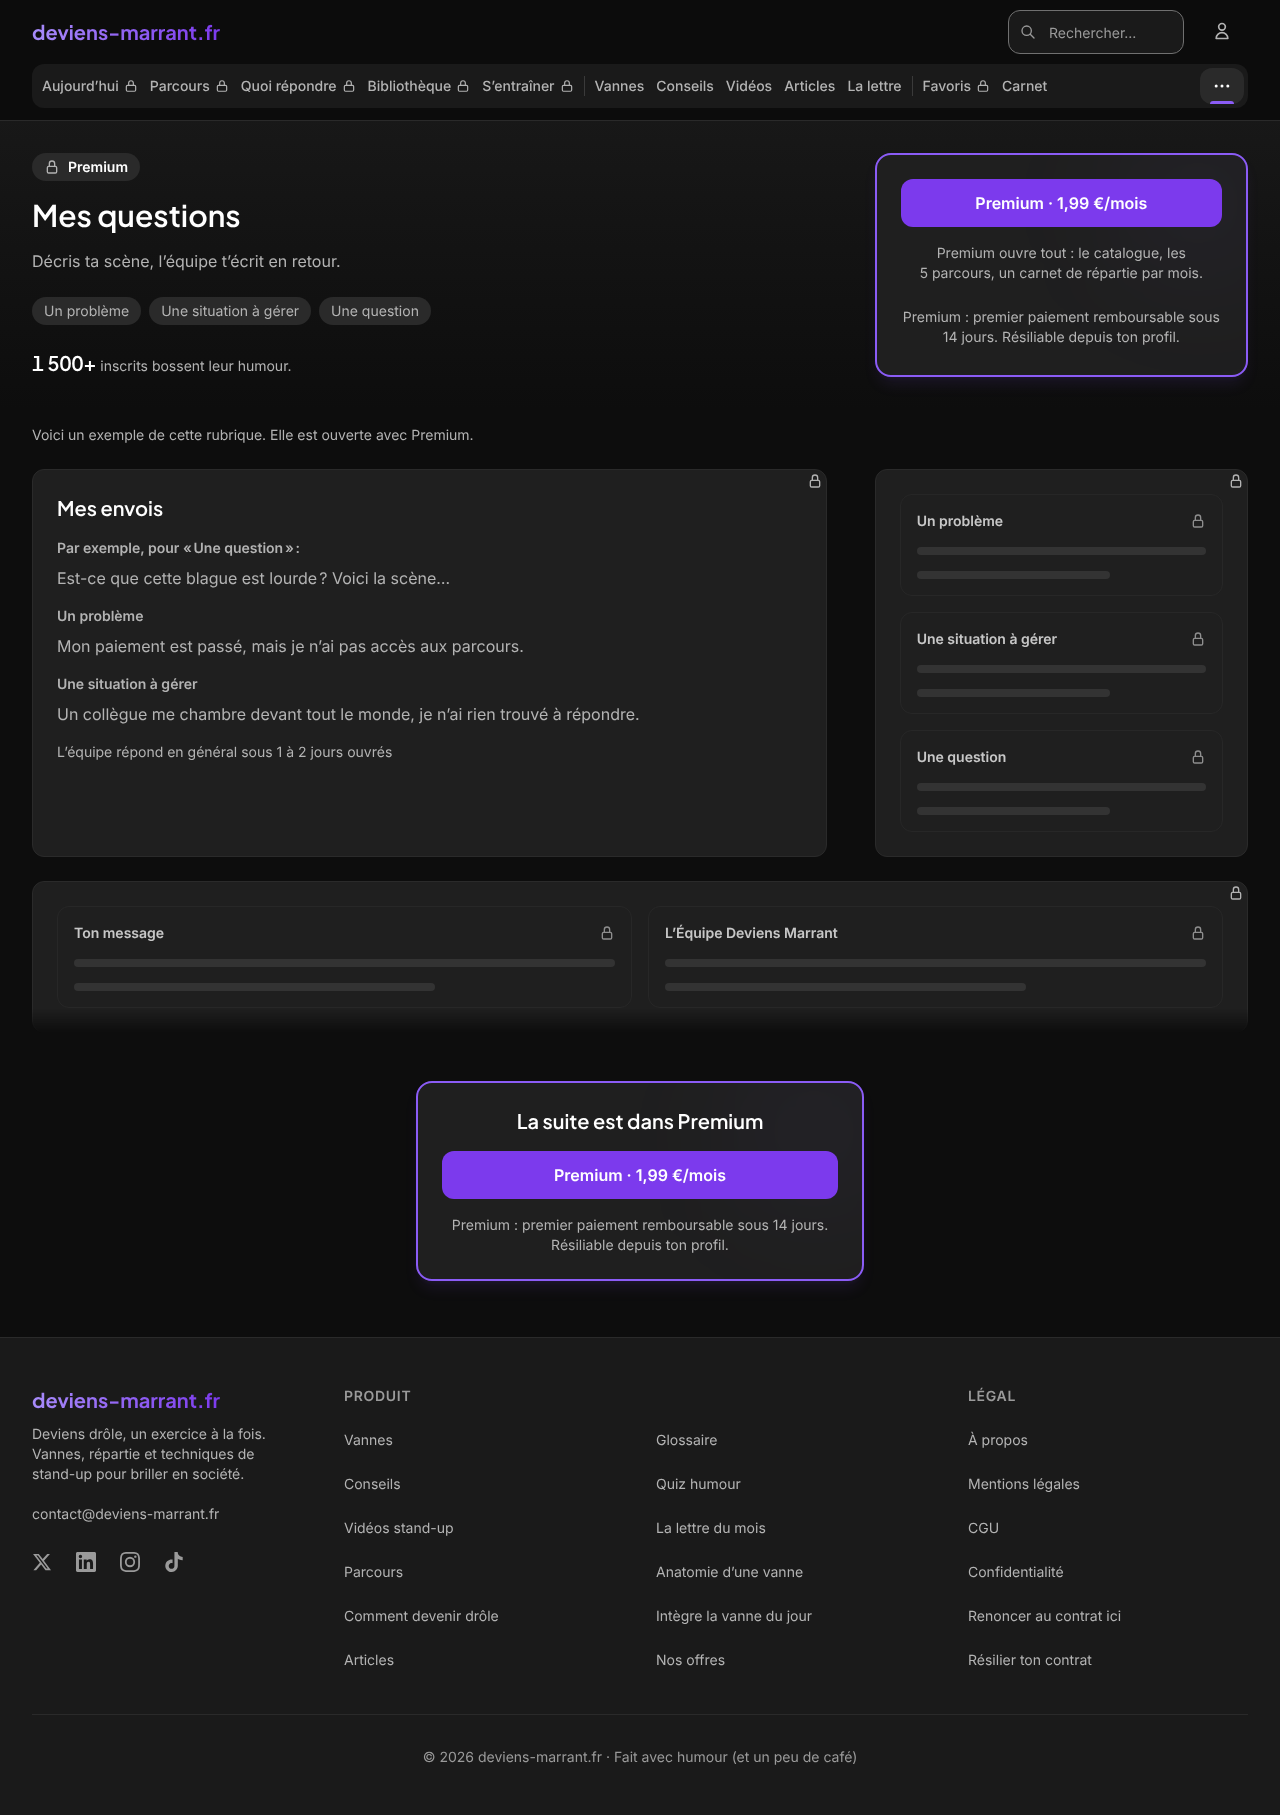 deviens-marrant.fr
Rechercher...
Aujourd’hui Parcours Quoi répondre Bibliothèque S’entraîner Vannes Conseils Vidéos Articles La lettre Favoris Carnet
Premium
Mes questions
Décris ta scène, l’équipe t’écrit en retour.
Un problème Une situation à gérer Une question
1 500+ inscrits bossent leur humour.
Premium · 1,99 €/mois
Premium ouvre tout : le catalogue, les
5 parcours, un carnet de répartie par mois.
Premium : premier paiement remboursable sous
14 jours. Résiliable depuis ton profil.
Voici un exemple de cette rubrique. Elle est ouverte avec Premium.
Mes envois
Par exemple, pour « Une question » :
Est-ce que cette blague est lourde ? Voici la scène…
Un problème
Mon paiement est passé, mais je n’ai pas accès aux parcours.
Une situation à gérer
Un collègue me chambre devant tout le monde, je n’ai rien trouvé à répondre.
L’équipe répond en général sous 1 à 2 jours ouvrés
Un problème
Une situation à gérer
Une question
Ton message
L’Équipe Deviens Marrant
La suite est dans Premium
Premium · 1,99 €/mois
Premium : premier paiement remboursable sous 14 jours.
Résiliable depuis ton profil.
deviens-marrant.fr
Deviens drôle, un exercice à la fois.
Vannes, répartie et techniques de
stand-up pour briller en société.
contact@deviens-marrant.fr
PRODUIT
Vannes
Conseils
Vidéos stand-up
Parcours
Comment devenir drôle
Articles
Glossaire
Quiz humour
La lettre du mois
Anatomie d’une vanne
Intègre la vanne du jour
Nos offres
LÉGAL
À propos
Mentions légales
CGU
Confidentialité
Renoncer au contrat ici
Résilier ton contrat
© 2026 deviens-marrant.fr · Fait avec humour (et un peu de café)